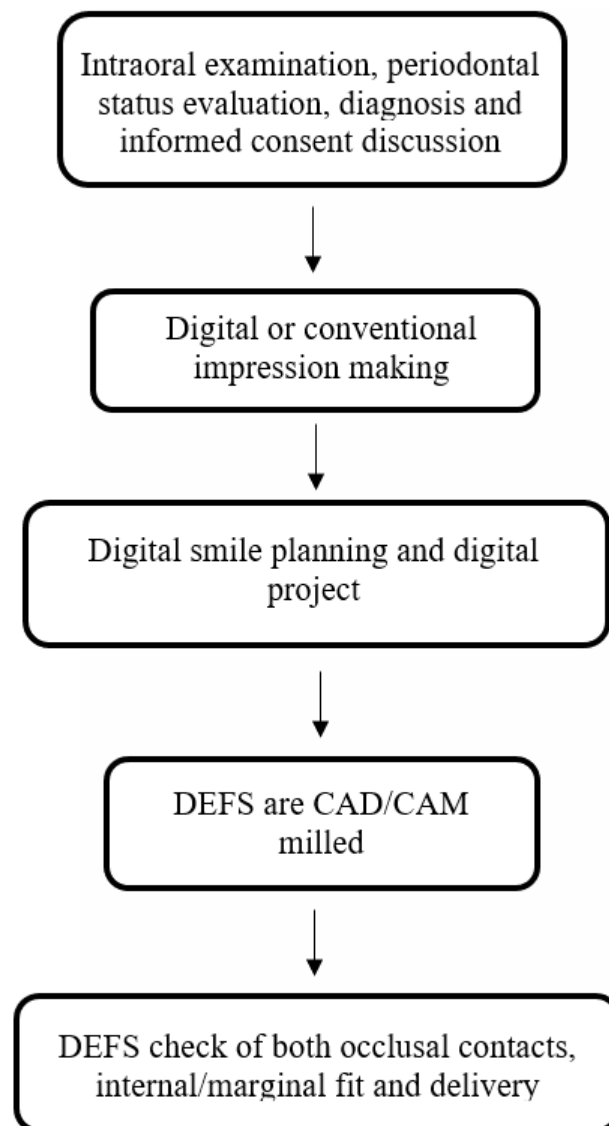 Intraoral examination, periodontal
status evaluation, diagnosis and
informed consent discussion
Digital or conventional
impression making
Digital smile planning and digital
project
DEFS are CAD/CAM
milled
DEFS check of both occlusal contacts,
internal/marginal fit and delivery